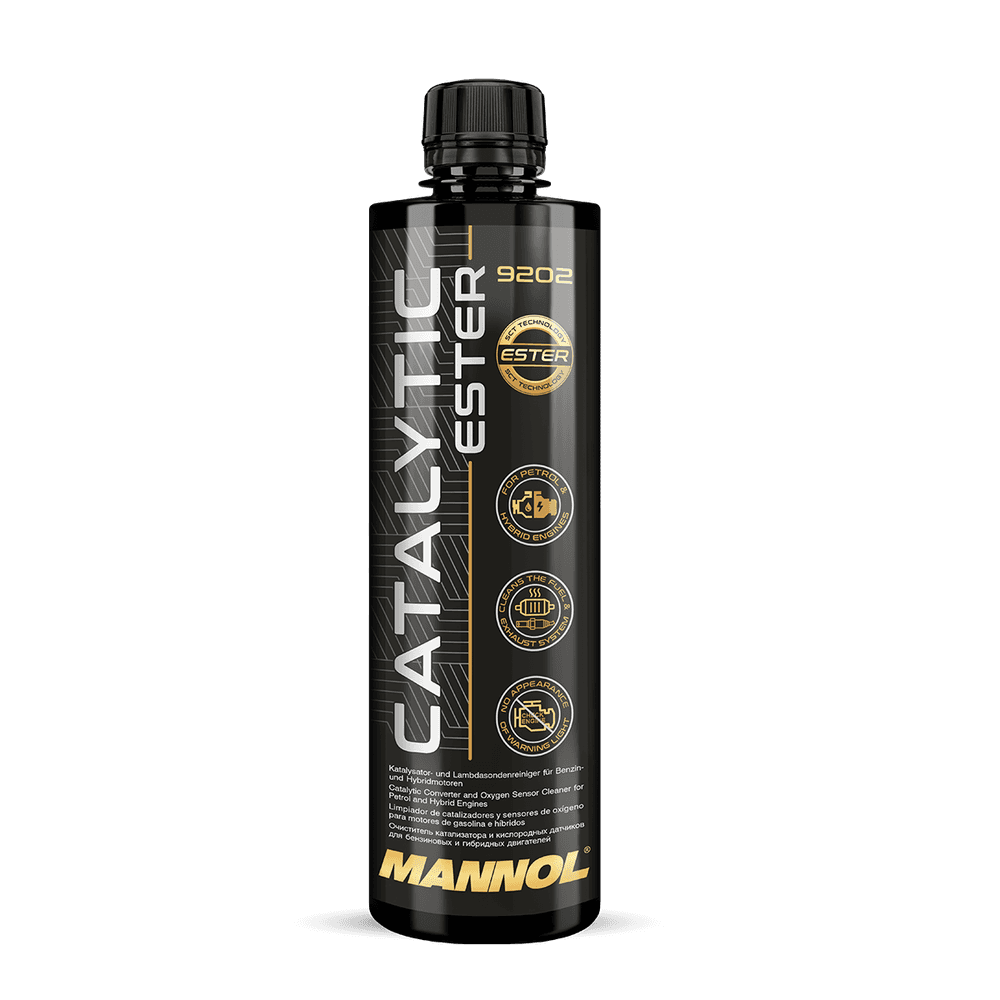 CATALYTIC
ESTER
9202
SCT TECHNOLOGY
ESTER
SCT TECHNOLOGY
FOR PETROL &
HYBRID ENGINES
CLEANS THE FUEL &
EXHAUST SYSTEM
NO APPEARANCE
OF WARNING LIGHT
CHECK
ENGINE
Katalysator- und Lambdasondenreiniger für Benzin-
und Hybridmotoren
Catalytic Converter and Oxygen Sensor Cleaner for
Petrol and Hybrid Engines
Limpiador de catalizadores y sensores de oxígeno
para motores de gasolina e híbridos
Очиститель катализатора и кислородных датчиков
для бензиновых и гибридных двигателей
MANNOL®